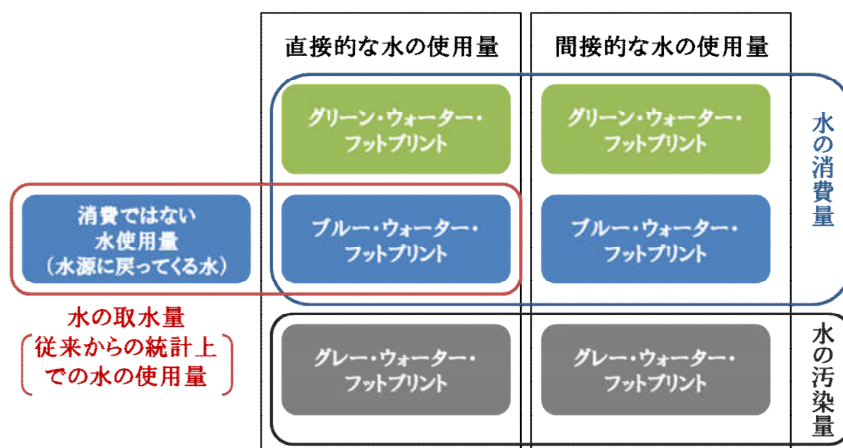 直接的な水の使用量
間接的な水の使用量
グリーン・ウォーター・
フットプリント
グリーン・ウォーター・
フットプリント
水の消費量
消費ではない
水使用量
(水源に戻ってくる水)
ブルー・ウォーター・
フットプリント
ブルー・ウォーター・
フットプリント
水の取水量
従来からの統計上
での水の使用量
グレー・ウォーター・
フットプリント
グレー・ウォーター・
フットプリント
水の汚染量